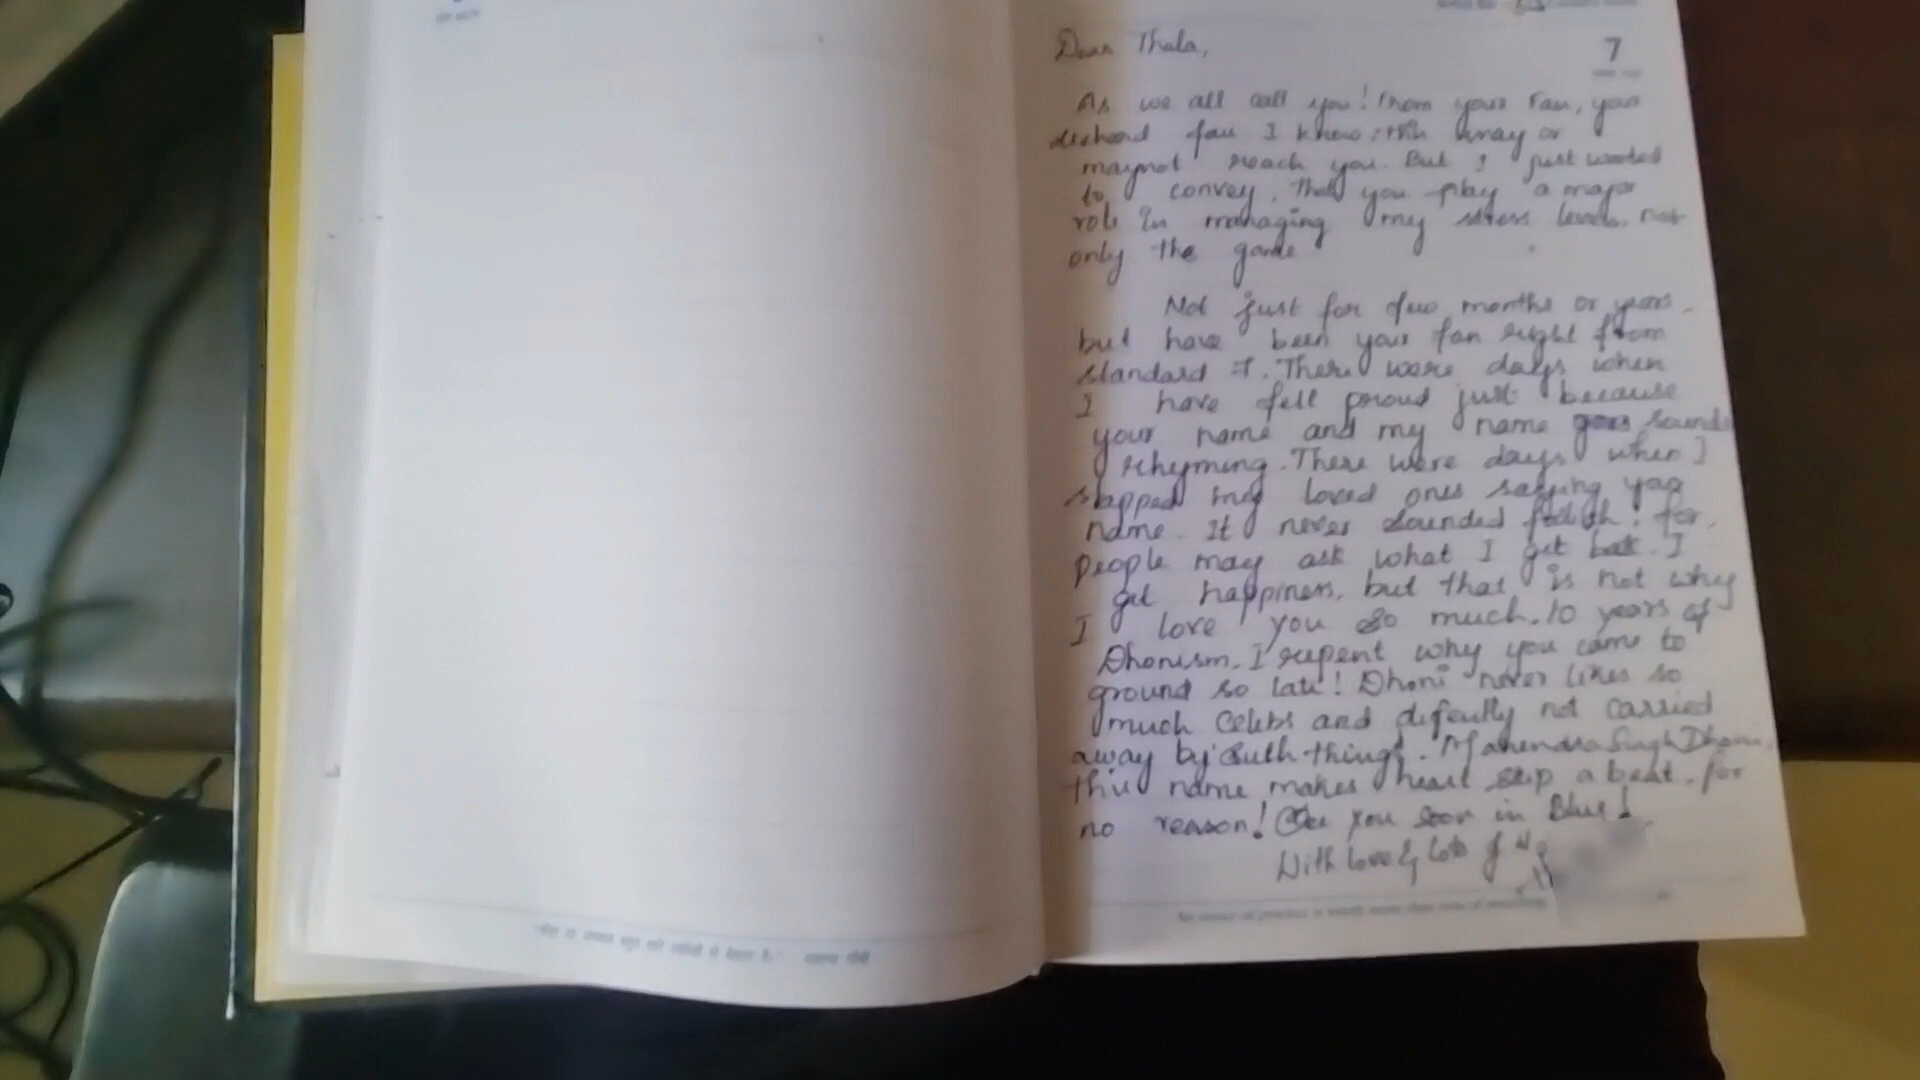 Dear Thala,
7
As we all call you! From your Fan, your
diehard fan I know, this may or
maynot reach you. But I just wanted
to convey, that you play a major
role in managing my stress levels. not
only the game
Not just for few months or years -
but have been your fan right from
standard 7. There were days when
I have fell proud just because
your name and my name sounds
rhyming. There were days when I
slapped my loved ones saying
name. It never sounded foolish! for,
people may ask what I get back. I
get happiness, but that is not why
I love you so much. 10 years of
Dhonism, I repent why you came to
ground so late! Dhoni never likes so
much celebs and not carried
away by things. Mahendra Singh Dhoni,
this name makes heart skip a beat - for
no reason! See you soon in Blue!
With love & lots of